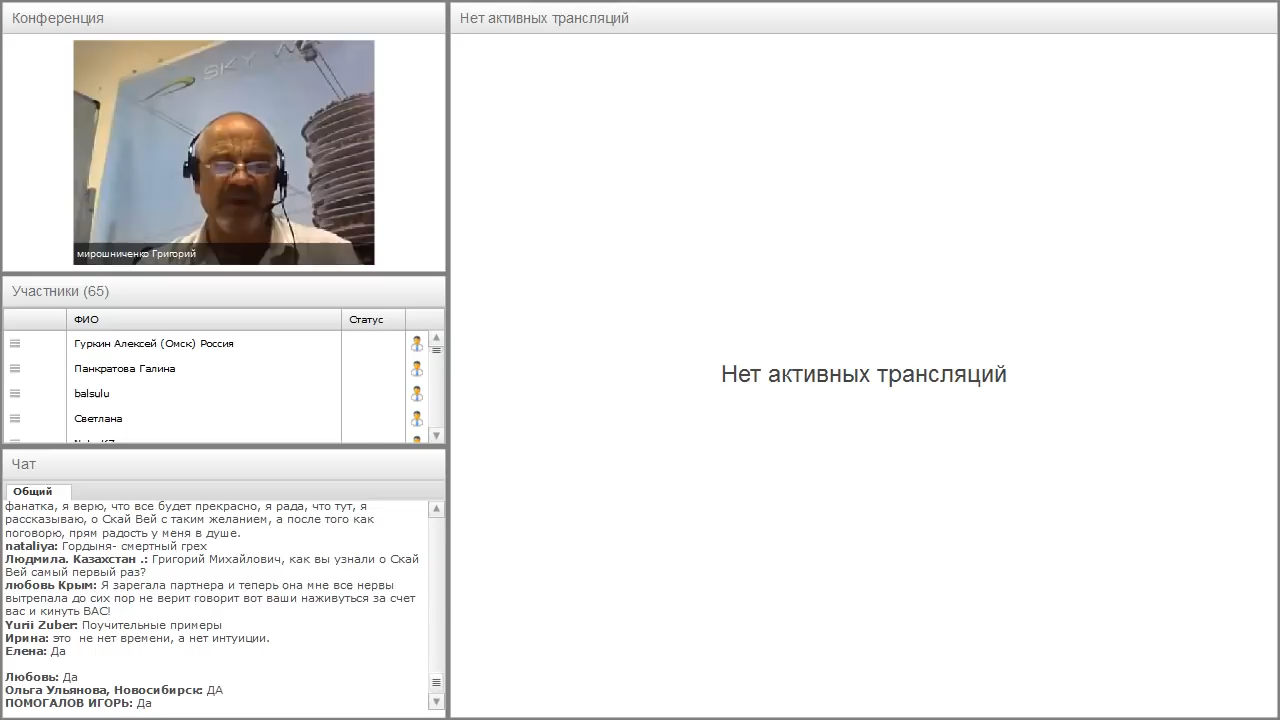 Конференция
Нет активных трансляций
SKY
мирошниченко Григорий
Участники (65)
ФИО
Статус
Гуркин Алексей (Омск) Россия
Панкратова Галина
balsulu
Светлана
Нет активных трансляций
Чат
Общий
фанатка, я верю, что все будет прекрасно, я рада, что тут, я
рассказываю, о Скай Вей с таким желанием, а после того как
поговорю, прям радость у меня в душе.
nataliya: Гордыня- смертный грех
Людмила. Казахстан .: Григорий Михайлович, как вы узнали о Скай
Вей самый первый раз?
любовь Крым: Я зарегала партнера и теперь она мне все нервы
вытрепала до сих пор не верит говорит вот ваши наживуться за счет
вас и кинуть ВАС!
Yurii Zuber: Поучительные примеры
Ирина: это  не нет времени, а нет интуиции.
Елена: Да
Любовь: Да
Ольга Ульянова, Новосибирск: ДА
ПОМОГАЛОВ ИГОРЬ: Да